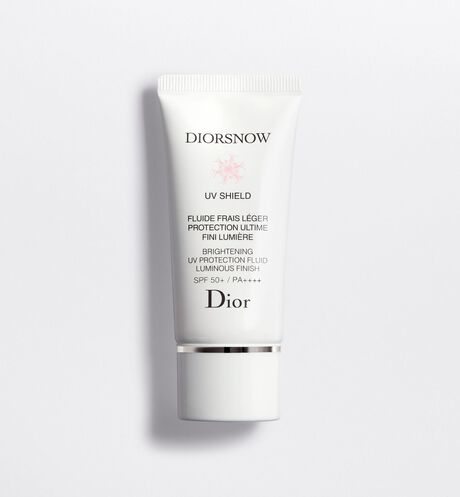 DIORSNOW
UV SHIELD
FLUIDE FRAIS LÉGER
PROTECTION ULTIME
FINI LUMIÈRE
BRIGHTENING
UV PROTECTION FLUID
LUMINOUS FINISH
SPF 50+ / PA++++
Dior